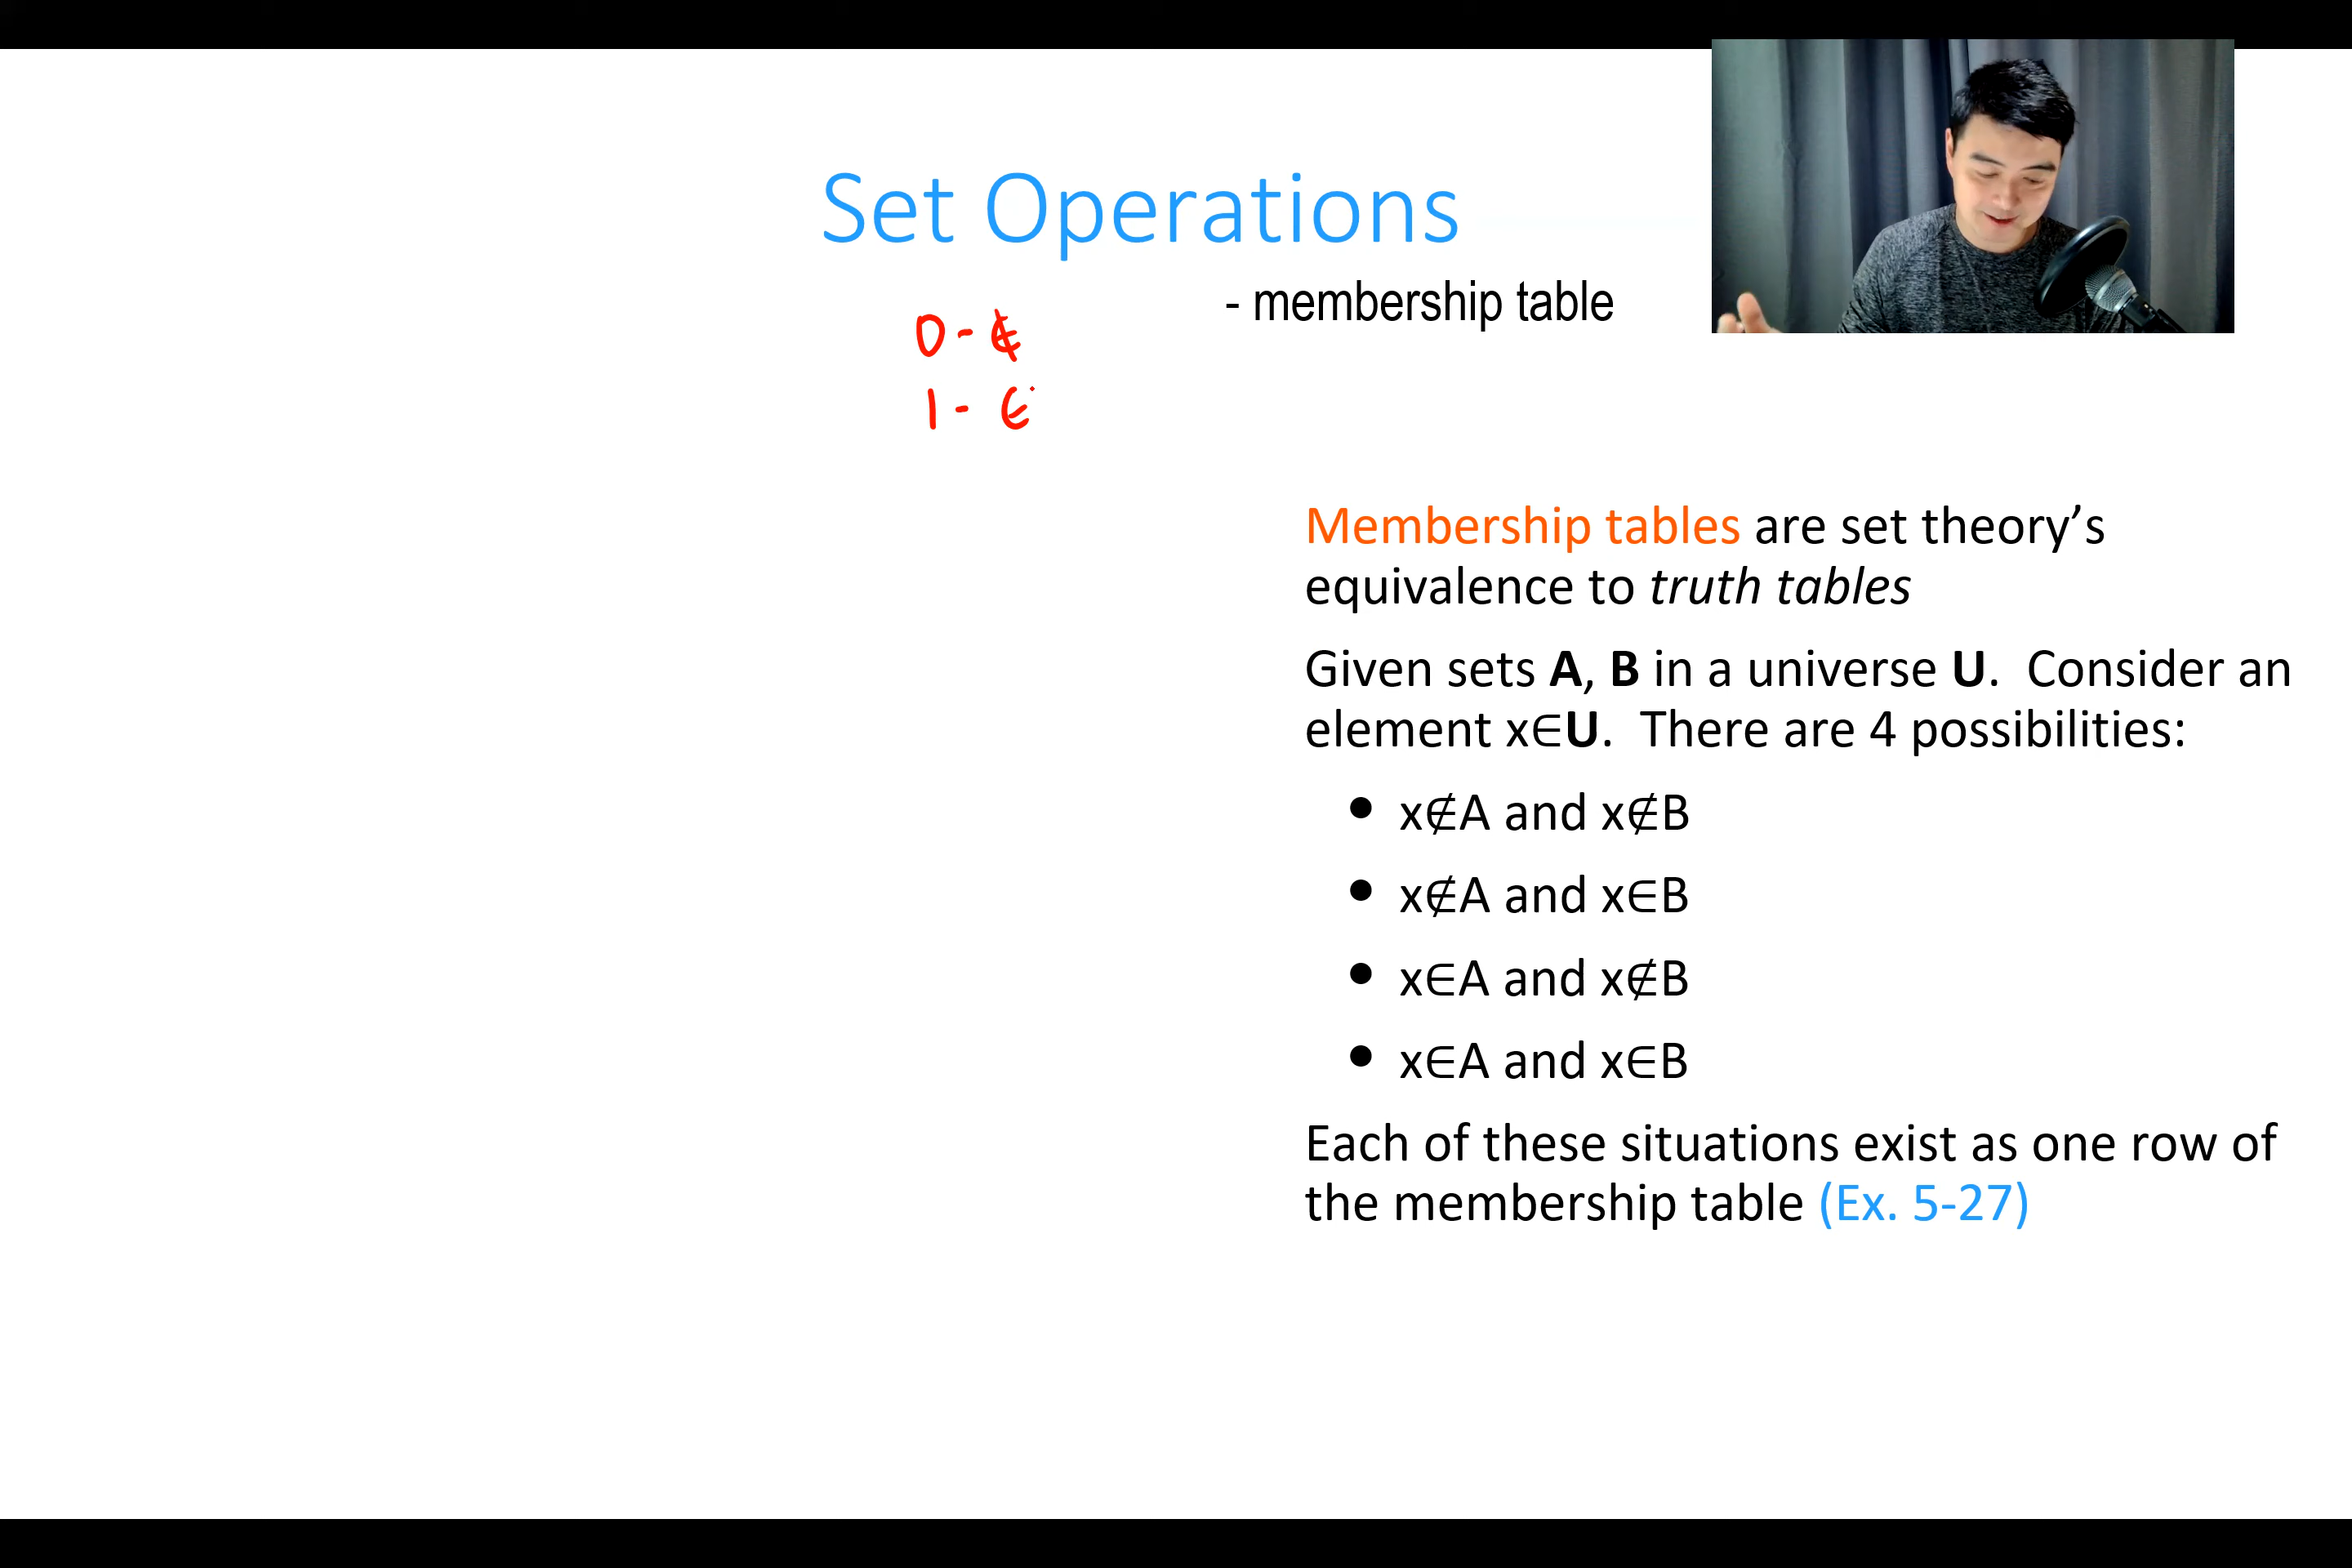 Set Operations
- membership table
0 - ∉
1 - ∈
Membership tables are set theory’s
equivalence to truth tables
Given sets A, B in a universe U. Consider an
element x∈U. There are 4 possibilities:
• x∉A and x∉B
• x∉A and x∈B
• x∈A and x∉B
• x∈A and x∈B
Each of these situations exist as one row of
the membership table (Ex. 5-27)